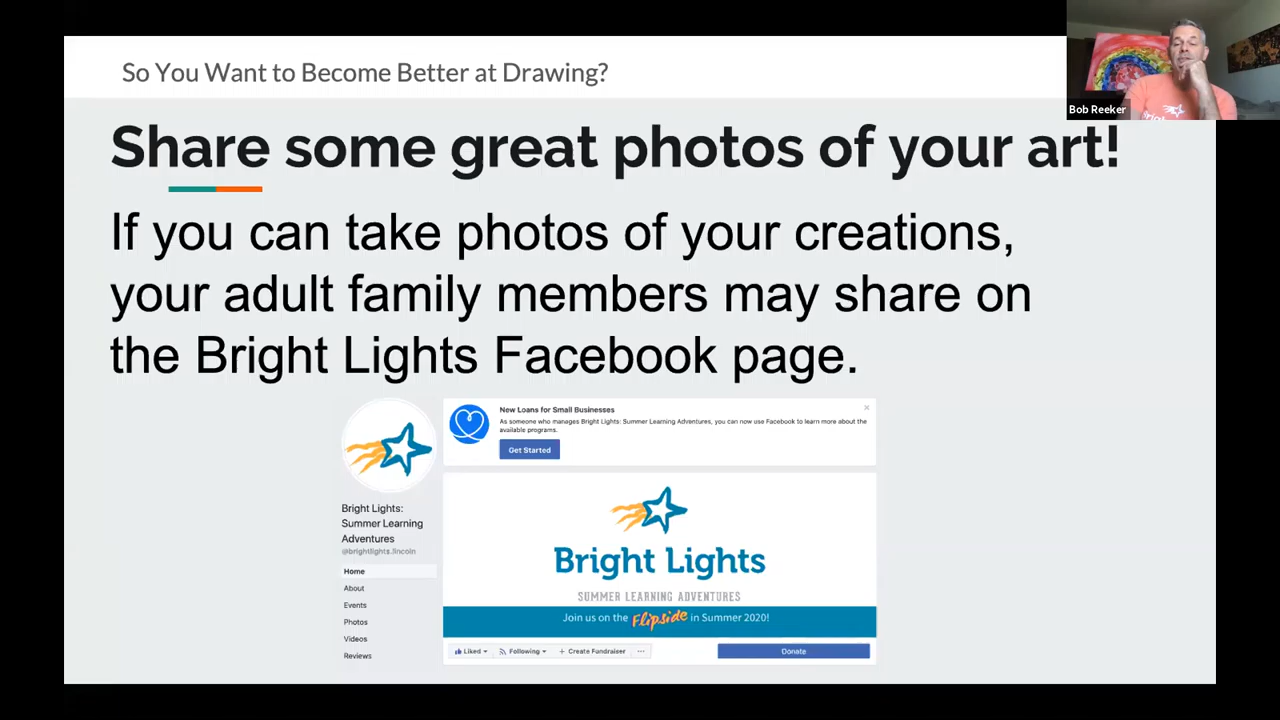 So You Want to Become Better at Drawing?
Bob Reeker
Share some great photos of your art!
If you can take photos of your creations,
your adult family members may share on
the Bright Lights Facebook page.
New Loans for Small Businesses
As someone who manages Bright Lights: Summer Learning Adventures, you can now use Facebook to learn more about the
available programs.
Get Started
Bright Lights:
Summer Learning
Adventures
@brightlights.lincoln
Home
About
Events
Photos
Videos
Reviews
Bright Lights
SUMMER LEARNING ADVENTURES
Join us on the Flipside in Summer 2020!
Liked
Following
+ Create Fundraiser
...
Donate